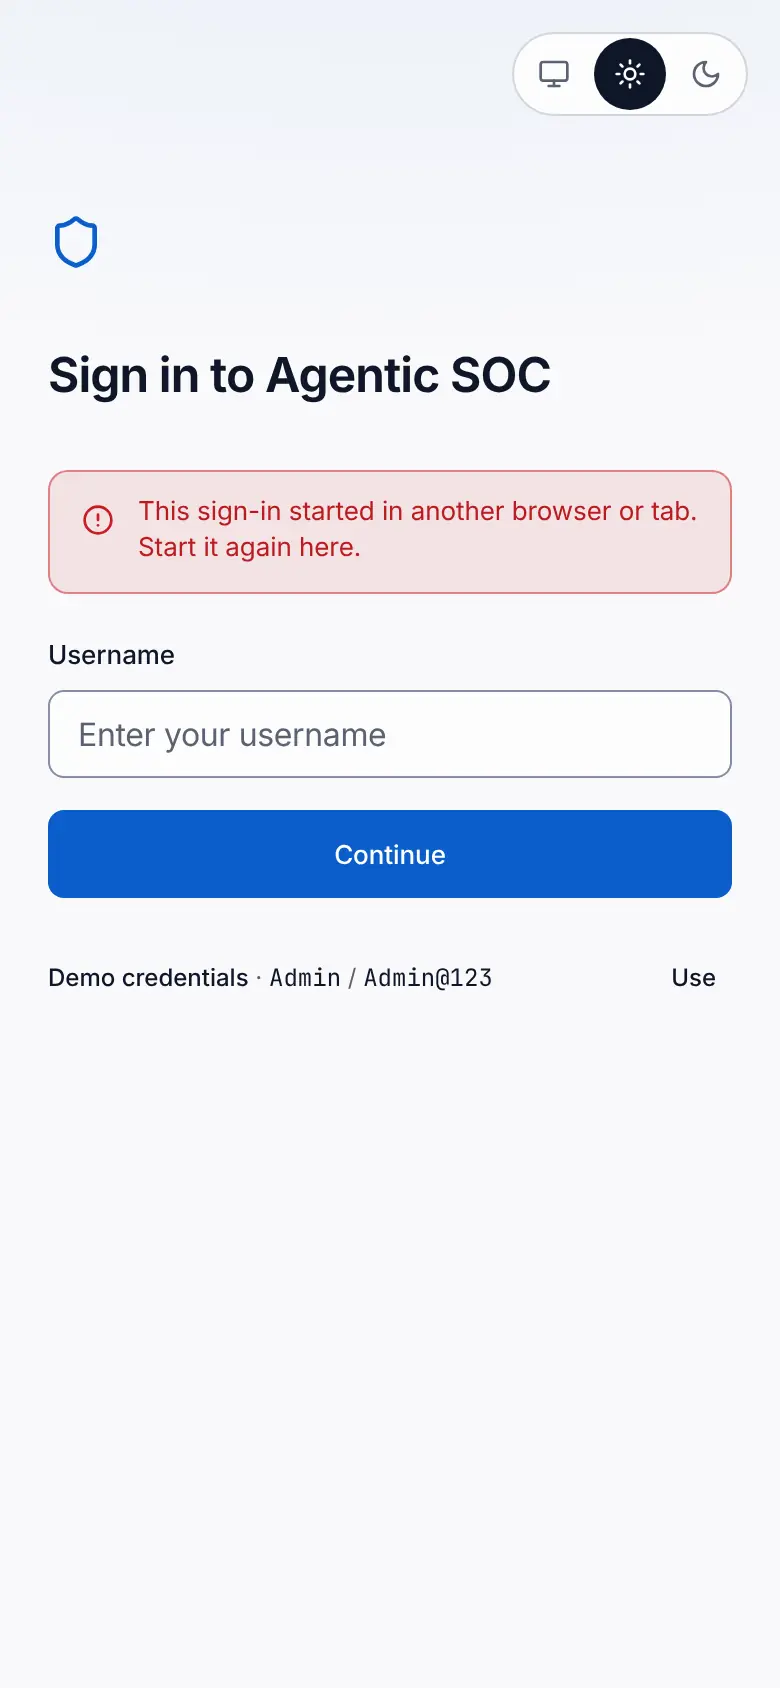 Sign in to Agentic SOC
This sign-in started in another browser or tab.
Start it again here.
Username
Enter your username
Continue
Demo credentials · Admin / Admin@123 Use